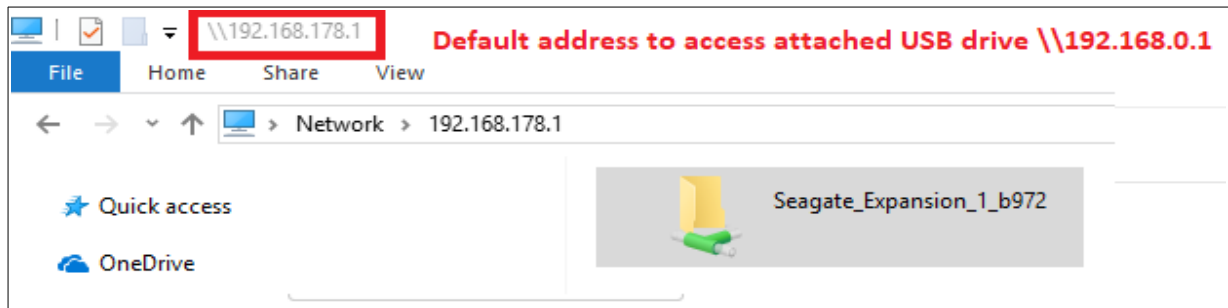 \\192.168.178.1
Default address to access attached USB drive \\192.168.0.1
File Home Share View
Network > 192.168.178.1
Quick access
Seagate_Expansion_1_b972
OneDrive